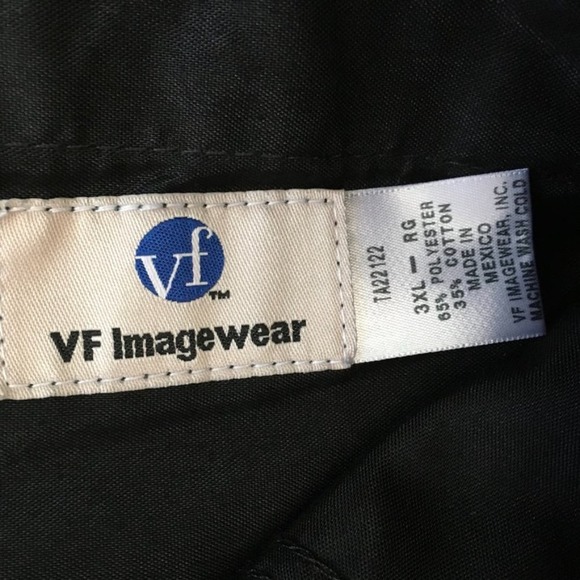 vf
TM
VF Imagewear
TA22122
3XL — RG
65% POLYESTER
35% COTTON
MADE IN
MEXICO
VF IMAGEWEAR, INC.
MACHINE WASH COLD